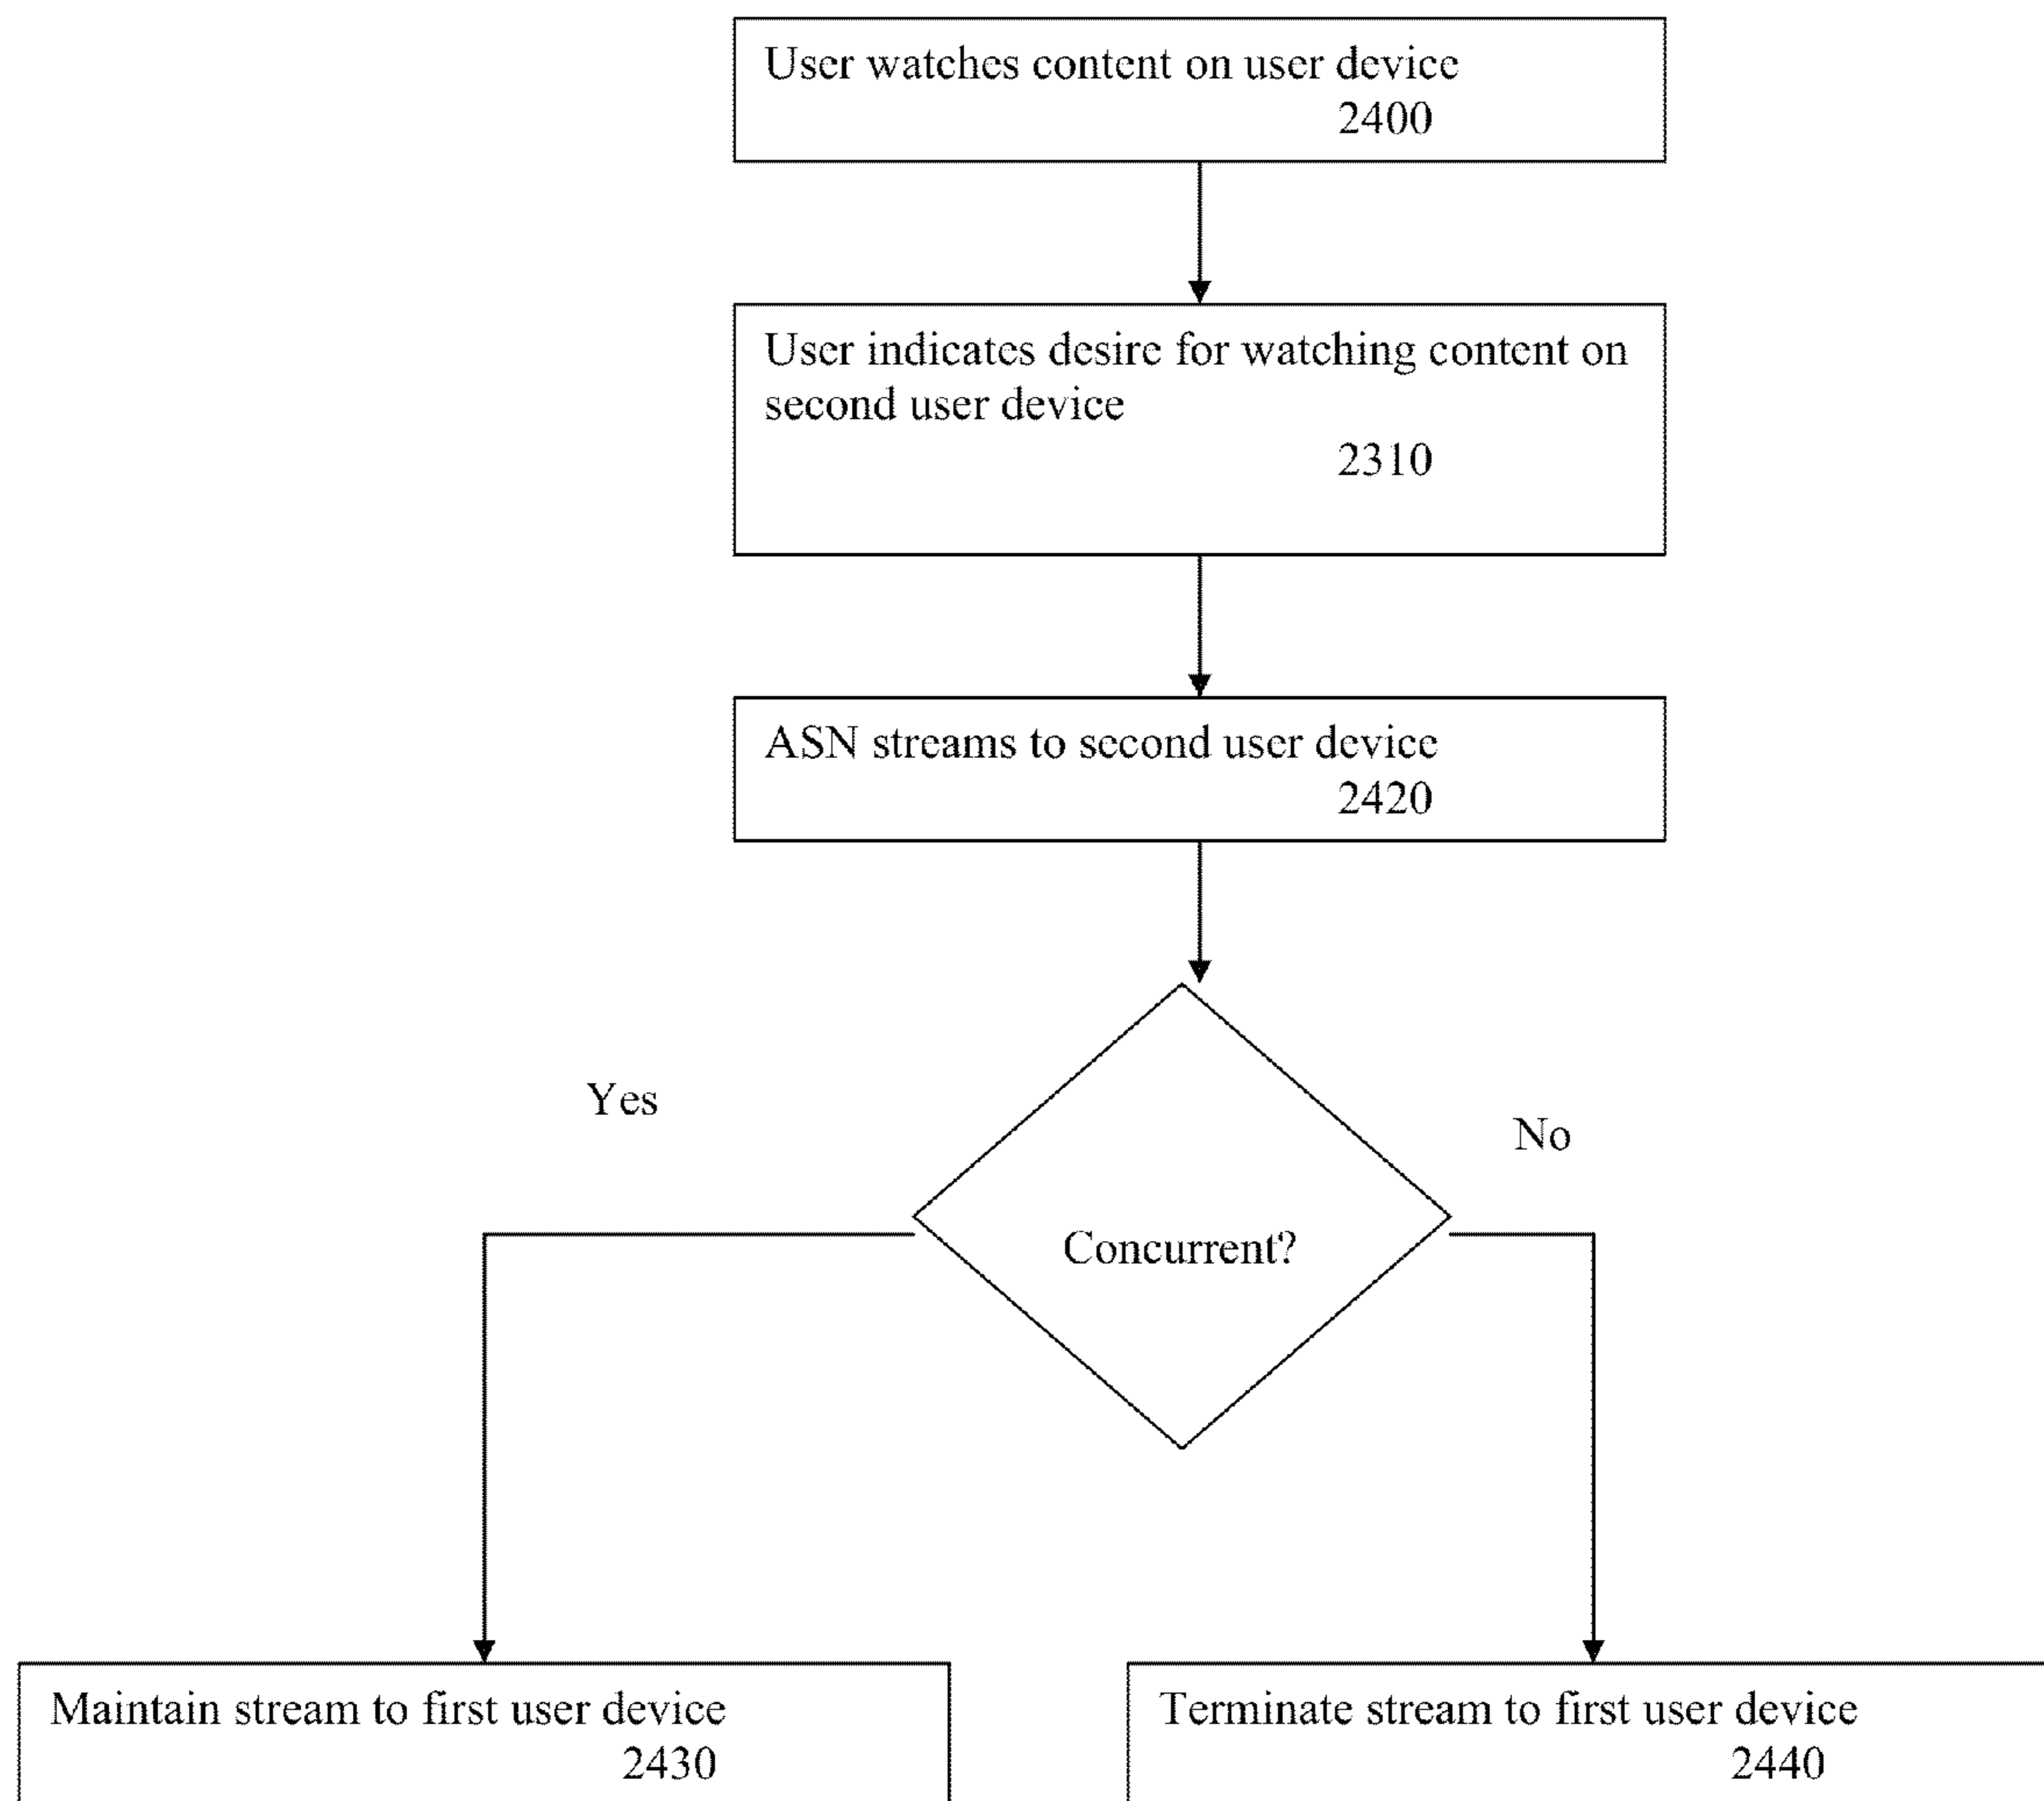 User watches content on user device
2400
User indicates desire for watching content on
second user device
2310
ASN streams to second user device
2420
Yes
No
Concurrent?
Maintain stream to first user device
2430
Terminate stream to first user device
2440